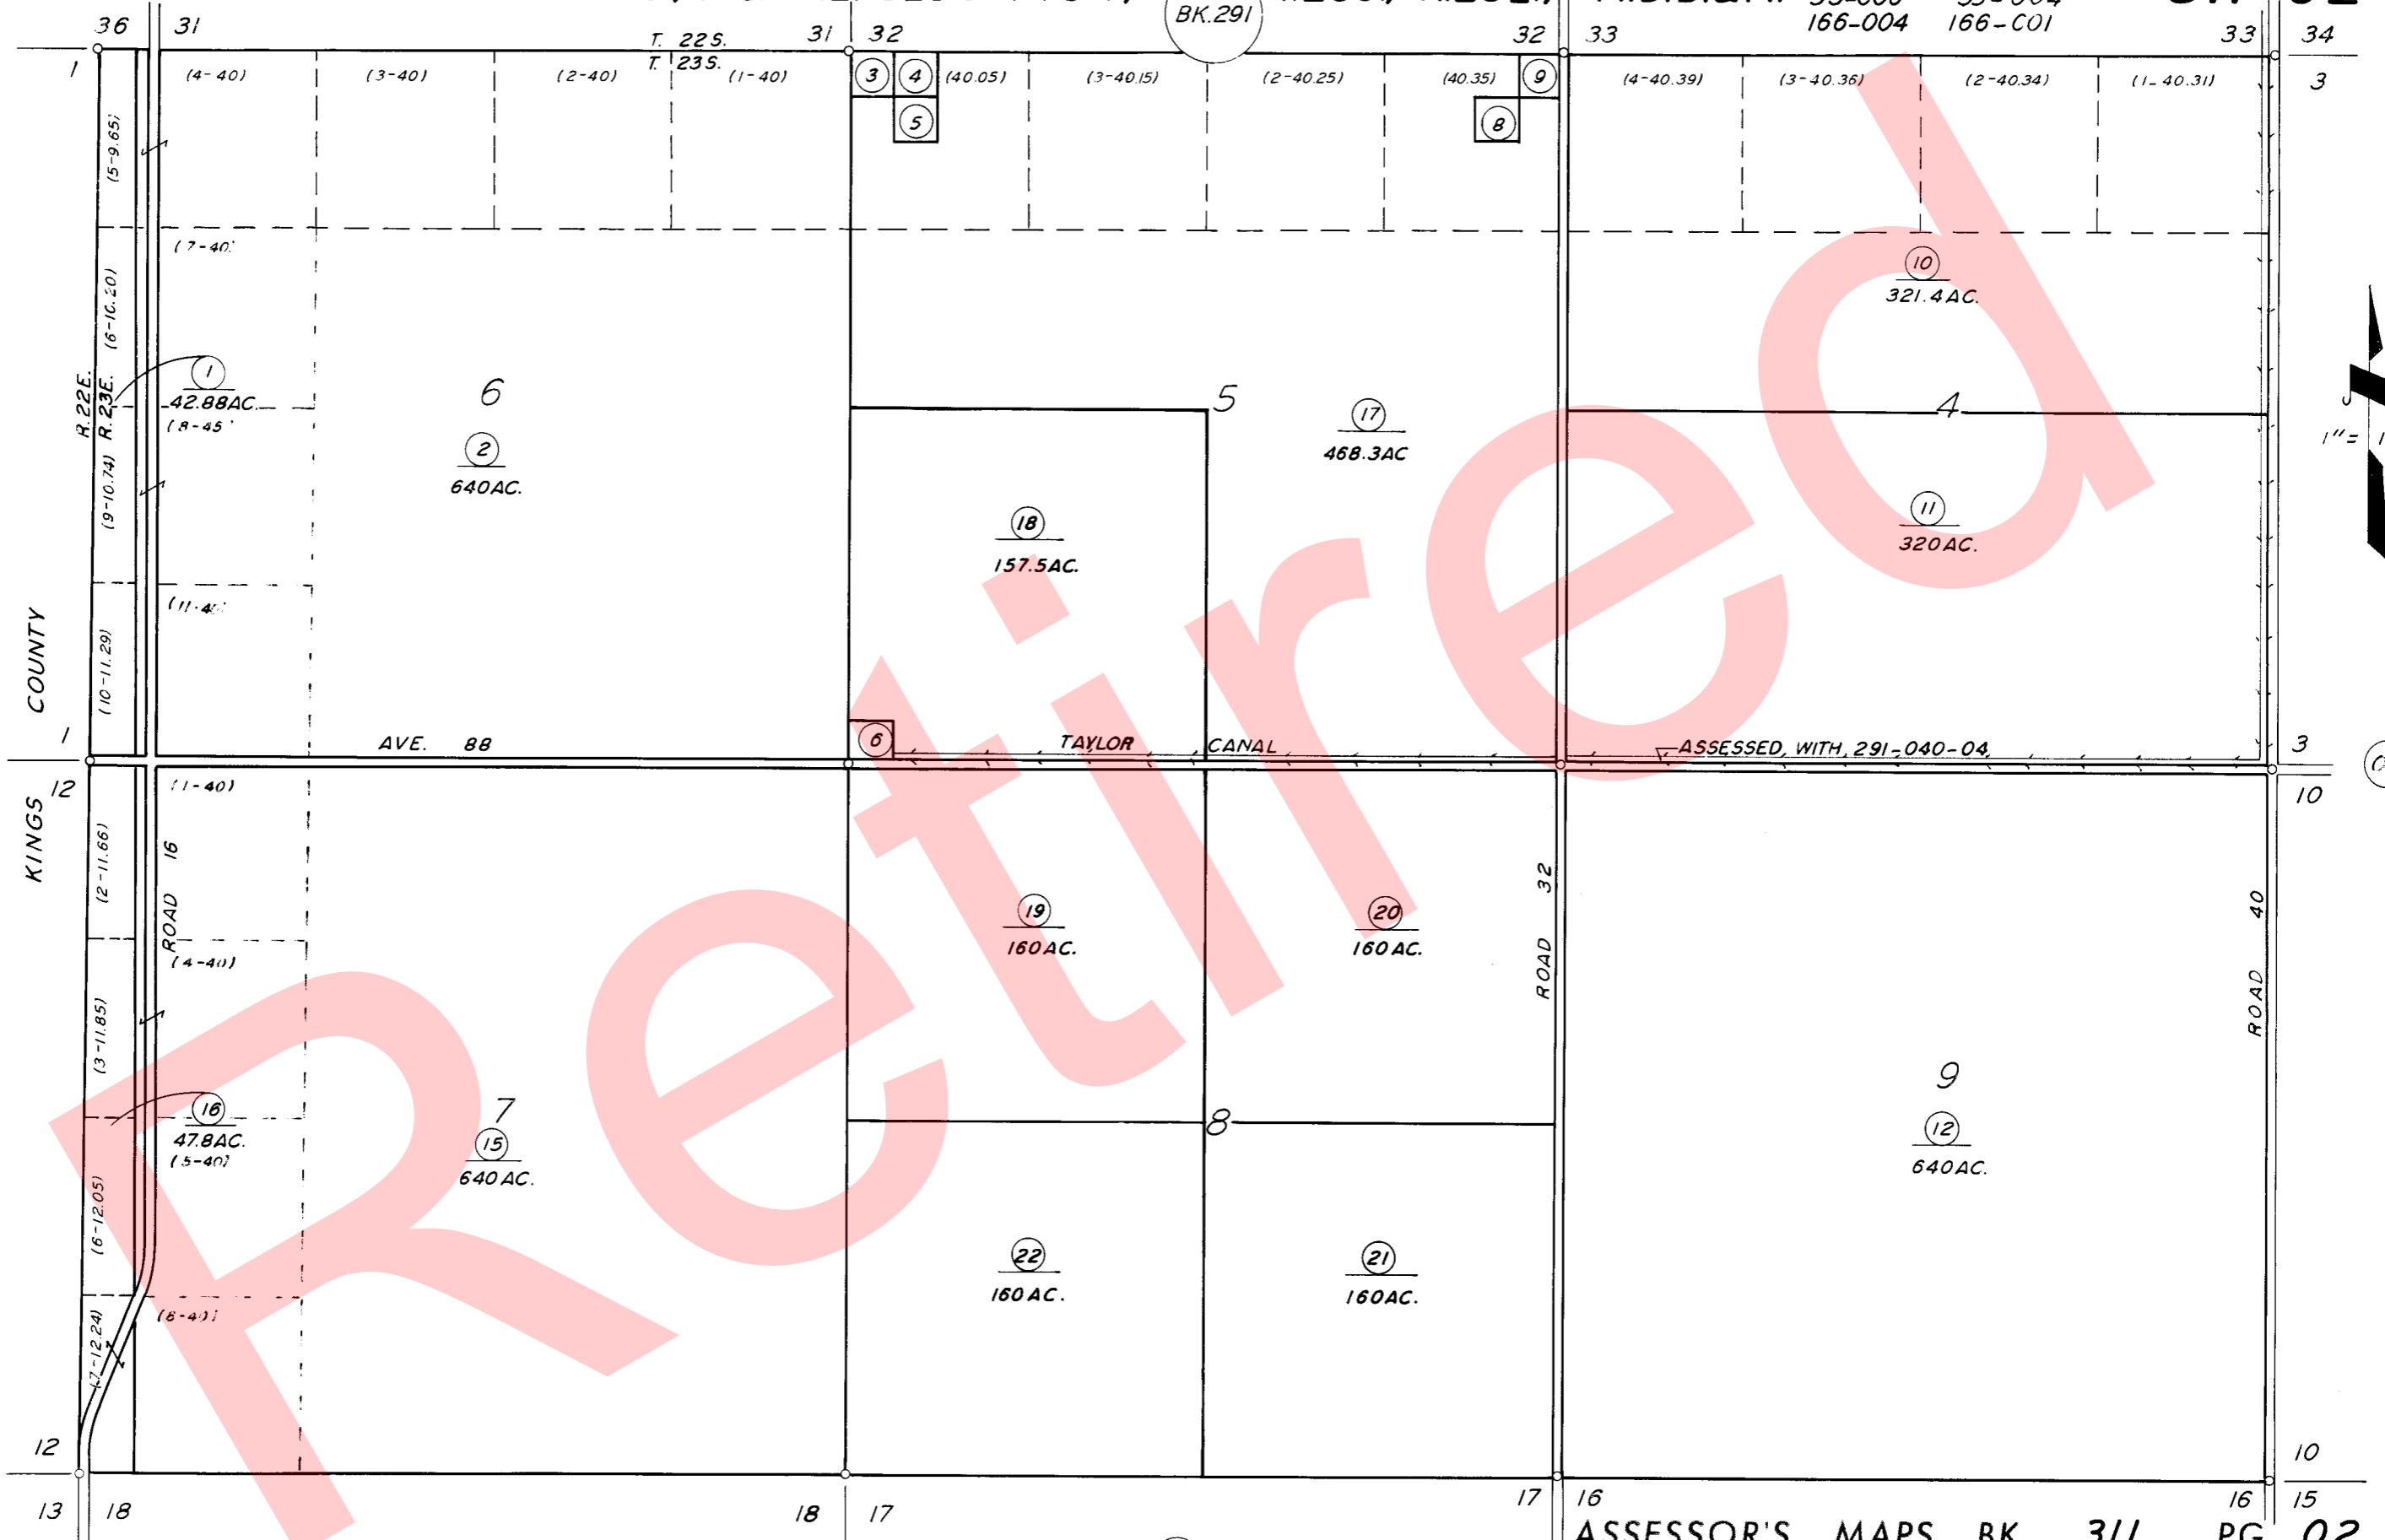 BK.291
166-004 166-C01
36 31 T. 22S. 31 32 32 33 33 34
1 T. 23S. 3
(4-40) (3-40) (2-40) (1-40) 3 4 (40.05) (3-40.15) (2-40.25) (40.35) 9 (4-40.39) (3-40.36) (2-40.34) (1-40.31)
5 8
(5-9.65)
(7-40)
(6-10.20)
10
321.4AC.
1
42.88AC.
(8-45
R.22E.
R.23E.
6
2
640AC.
5
17
468.3AC
4
1"=
(9-10.74)
18
157.5AC.
11
320AC.
(11-40)
(10-11.29)
KINGS COUNTY
1 AVE. 88 6 TAYLOR CANAL ASSESSED, WITH, 291-040-04 3
12 (1-40) 10
(2-11.66)
ROAD 16
19
160AC.
20
160AC.
ROAD 32
ROAD 40
(4-40)
(3-11.85)
16
47.8AC.
(5-40)
7
15
640AC.
8
9
12
640AC.
(6-12.05)
22
160AC.
21
160AC.
(6-40)
(7-12.24)
12 10
13 18 18 17 17 16 16 15
ASSESSOR'S MAPS BK. 311 PG. 02
Retired